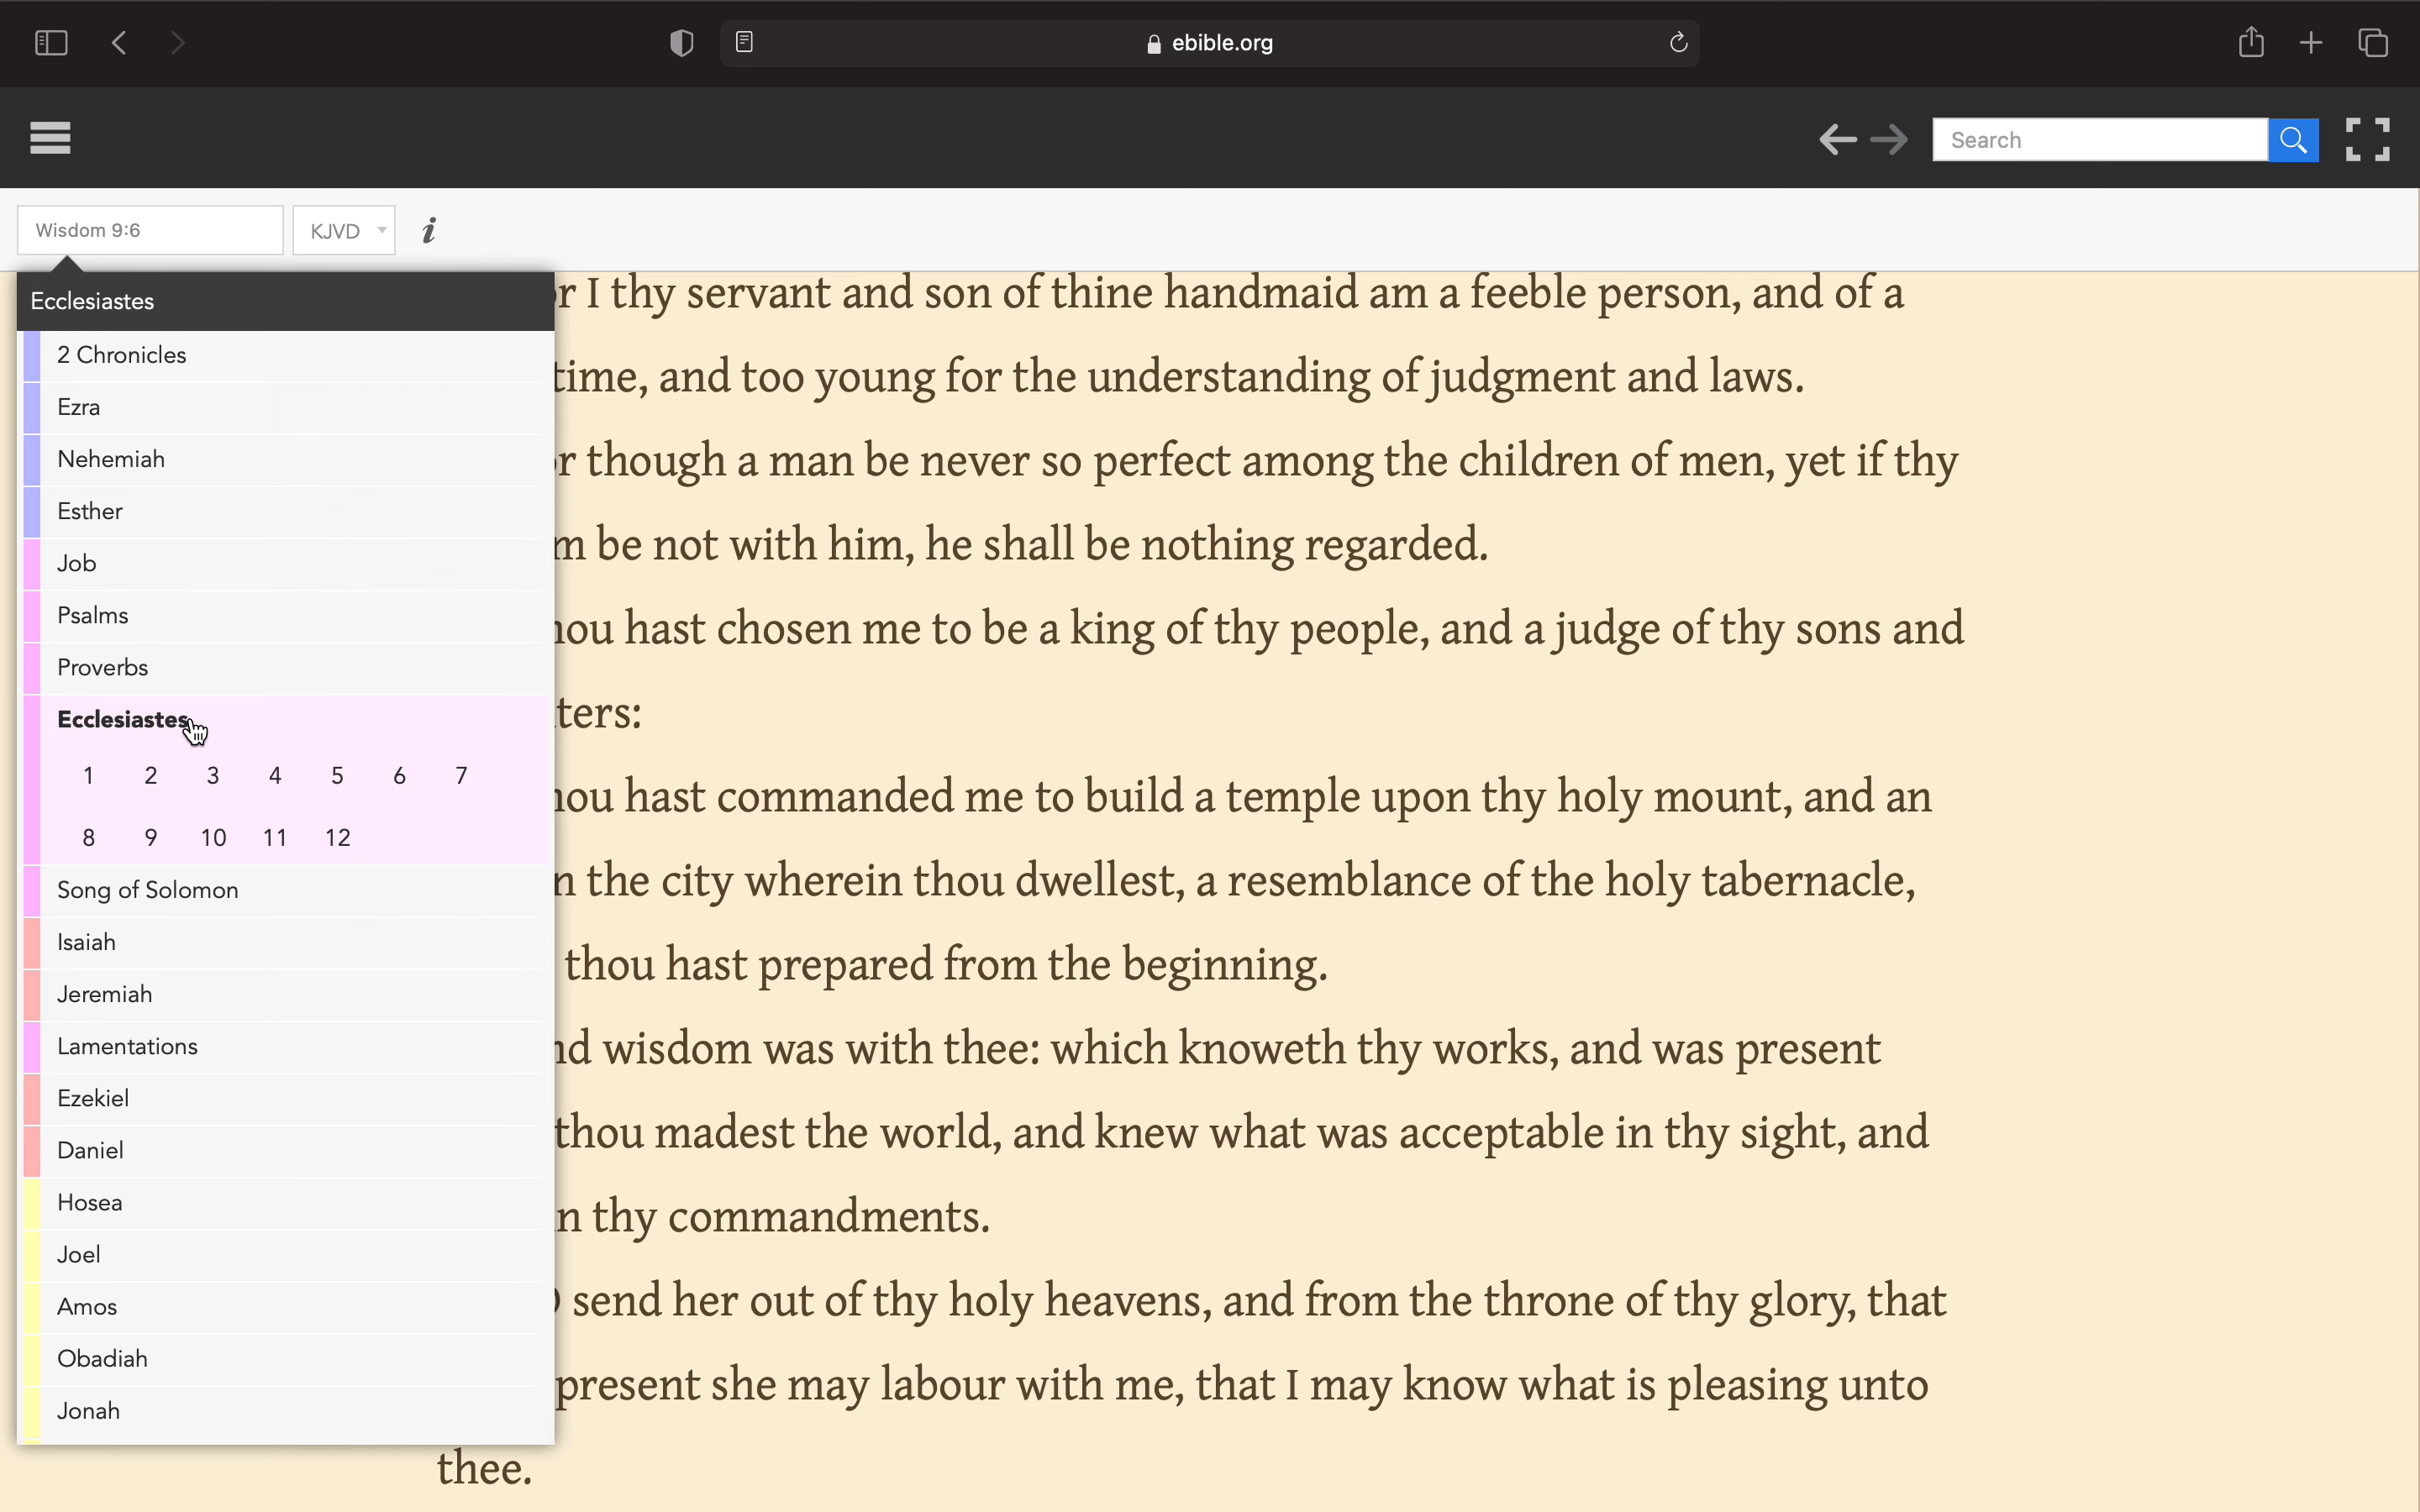 ebible.org
Search
Wisdom 9:6
KJVD
i
Ecclesiastes
2 Chronicles
Ezra
Nehemiah
Esther
Job
Psalms
Proverbs
Ecclesiastes
1 2 3 4 5 6 7
8 9 10 11 12
Song of Solomon
Isaiah
Jeremiah
Lamentations
Ezekiel
Daniel
Hosea
Joel
Amos
Obadiah
Jonah
r I thy servant and son of thine handmaid am a feeble person, and of a
time, and too young for the understanding of judgment and laws.
r though a man be never so perfect among the children of men, yet if thy
m be not with him, he shall be nothing regarded.
ou hast chosen me to be a king of thy people, and a judge of thy sons and
ters:
ou hast commanded me to build a temple upon thy holy mount, and an
n the city wherein thou dwellest, a resemblance of the holy tabernacle,
thou hast prepared from the beginning.
d wisdom was with thee: which knoweth thy works, and was present
thou madest the world, and knew what was acceptable in thy sight, and
n thy commandments.
send her out of thy holy heavens, and from the throne of thy glory, that
present she may labour with me, that I may know what is pleasing unto
thee.